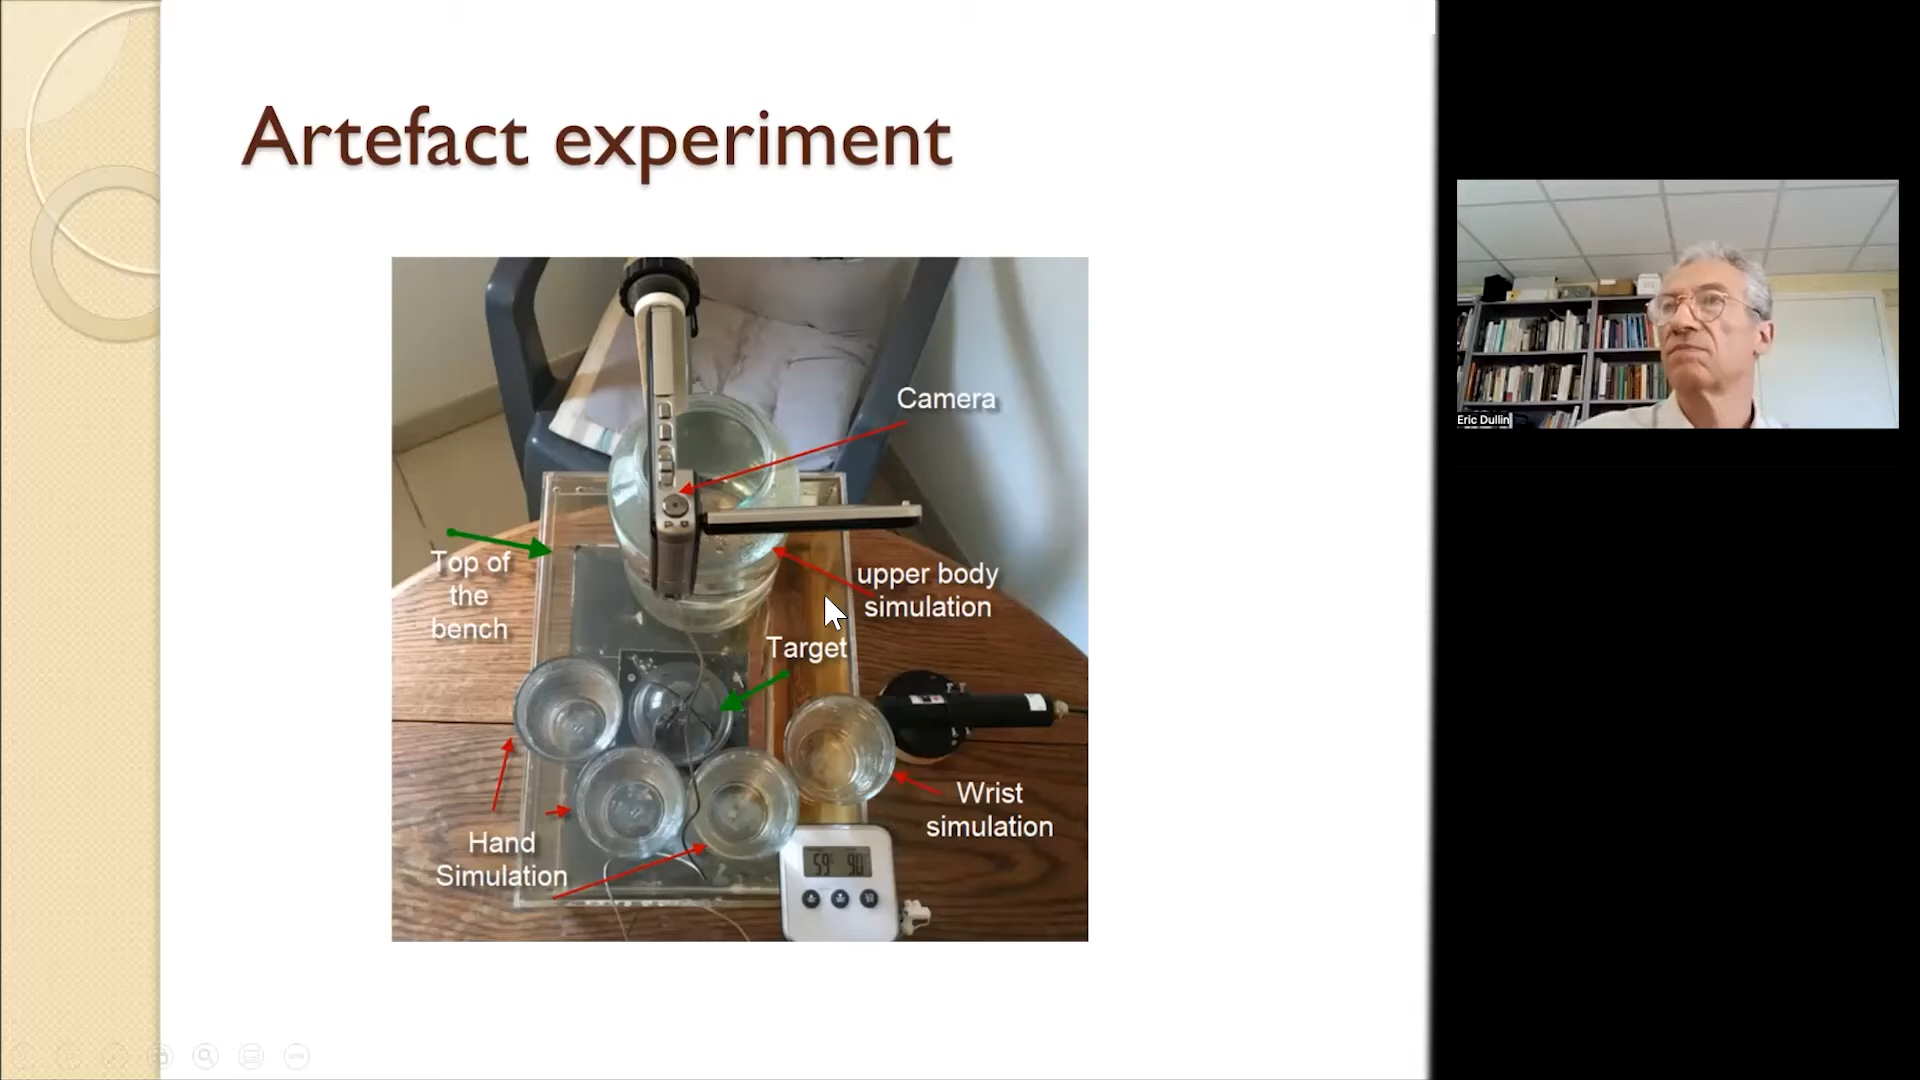 Artefact experiment
Camera
Top of
the
bench
upper body
simulation
Target
Wrist
simulation
Hand
Simulation
59 90
Eric Dullin